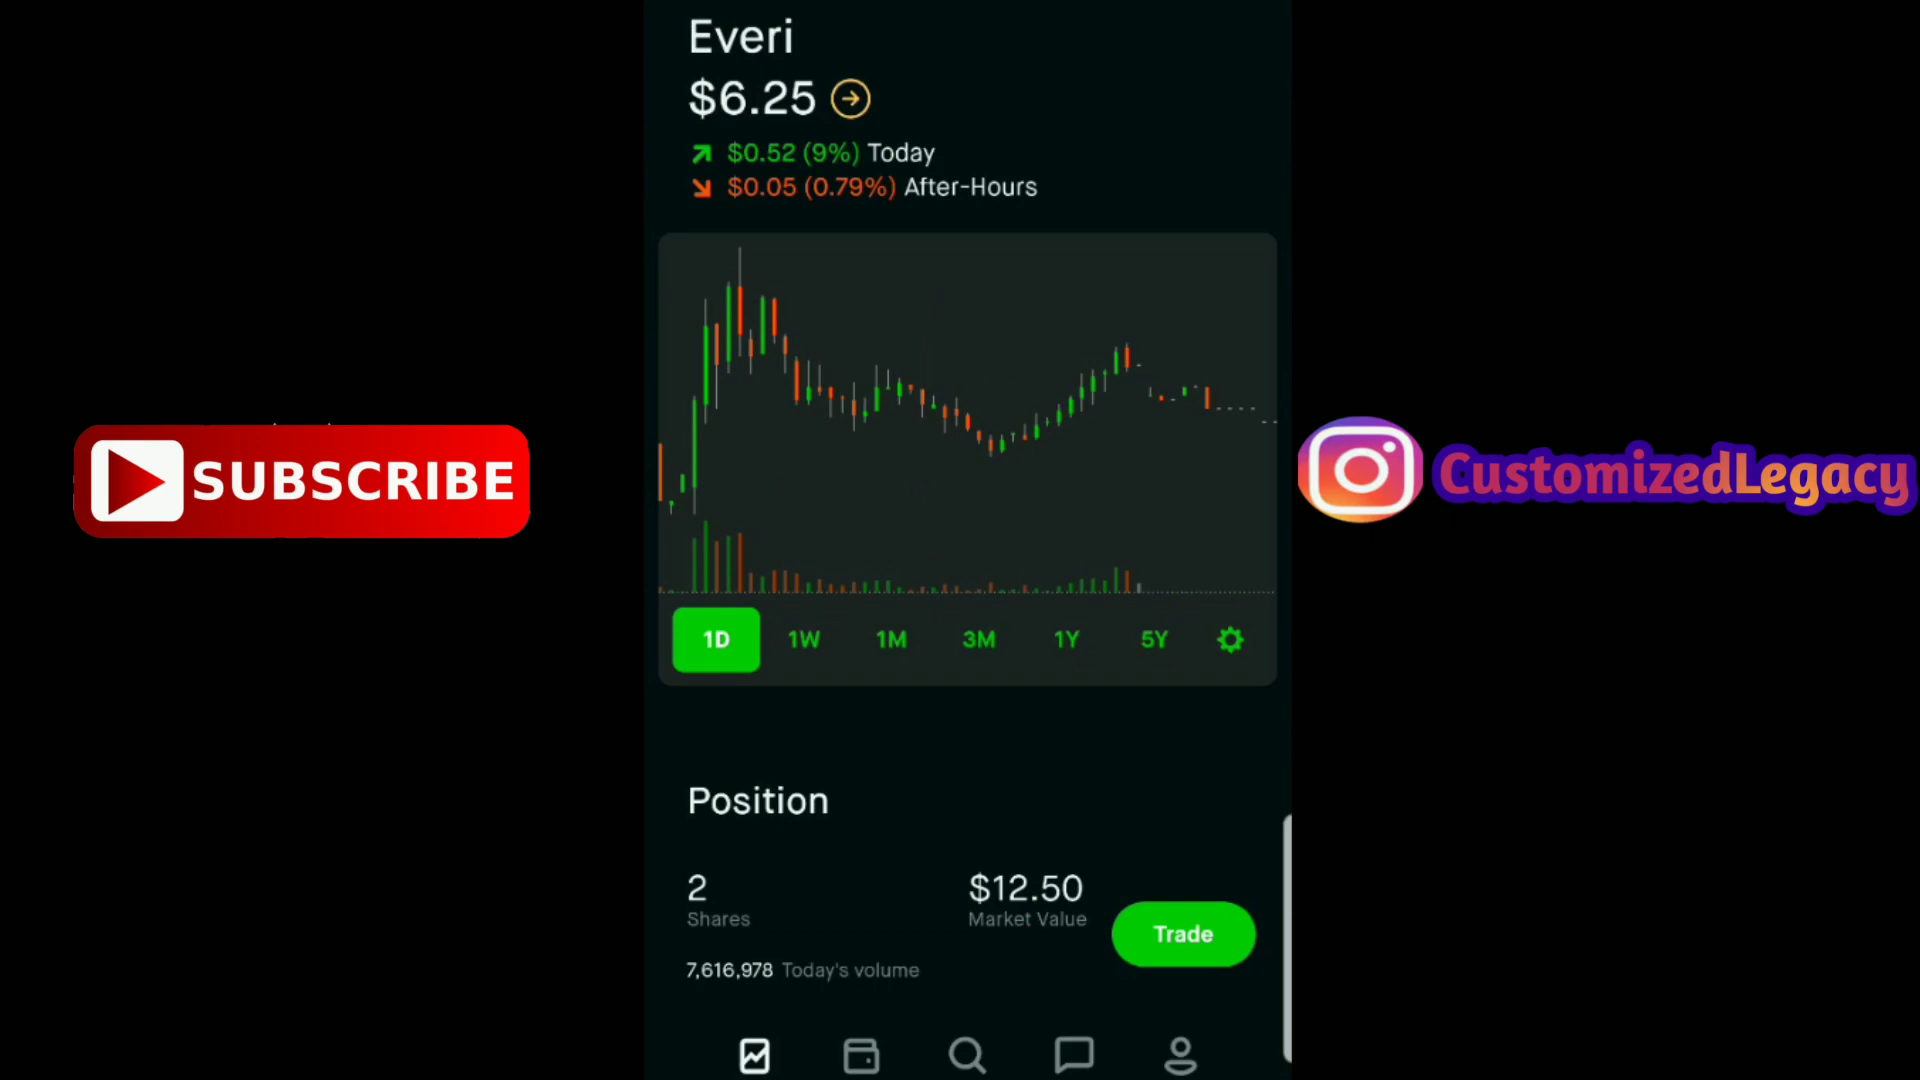 Everi
$6.25
$0.52 (9%) Today
$0.05 (0.79%) After-Hours
SUBSCRIBE
CustomizedLegacy
1D 1W 1M 3M 1Y 5Y
Position
2 $12.50
Shares Market Value
Trade
7,616,978 Today's volume